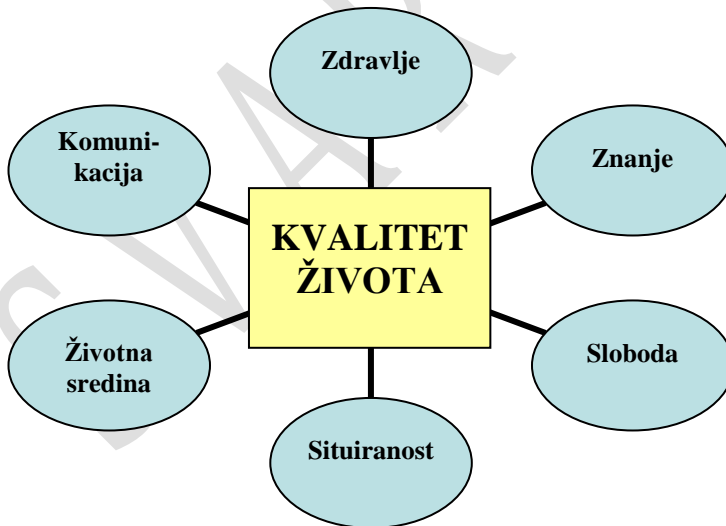 Zdravlje
Komuni-
kacija
Znanje
KVALITET
ŽIVOTA
Životna
sredina
Sloboda
Situiranost